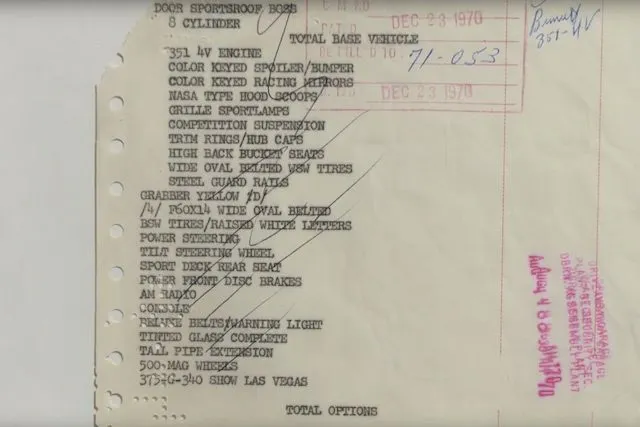 DOOR SPORTSROOF BOSS
8 CYLINDER
DEC 23 1970
TOTAL BASE VEHICLE
351 4V ENGINE
71-053
351-4V
COLOR KEYED SPOILER/BUMPER
COLOR KEYED RACING MIRRORS
NASA TYPE HOOD SCOOPS
DEC 23 1970
GRILLE SPORTLAMPS
COMPETITION SUSPENSION
TRIM RINGS/HUB CAPS
HIGH BACK BUCKET SEATS
WIDE OVAL BELTED WSW TIRES
STEEL GUARD RAILS
GRABBER YELLOW /D/
/4/ F60X14 WIDE OVAL BELTED
BSW TIRES/RAISED WHITE LETTERS
POWER STEERING
TILT STEERING WHEEL
SPORT DECK REAR SEAT
POWER FRONT DISC BRAKES
AM RADIO
CONSOLE
DELUXE BELTS/WARNING LIGHT
TINTED GLASS COMPLETE
TAIL PIPE EXTENSION
500 MAG WHEELS
-340 SHOW LAS VEGAS
TOTAL OPTIONS